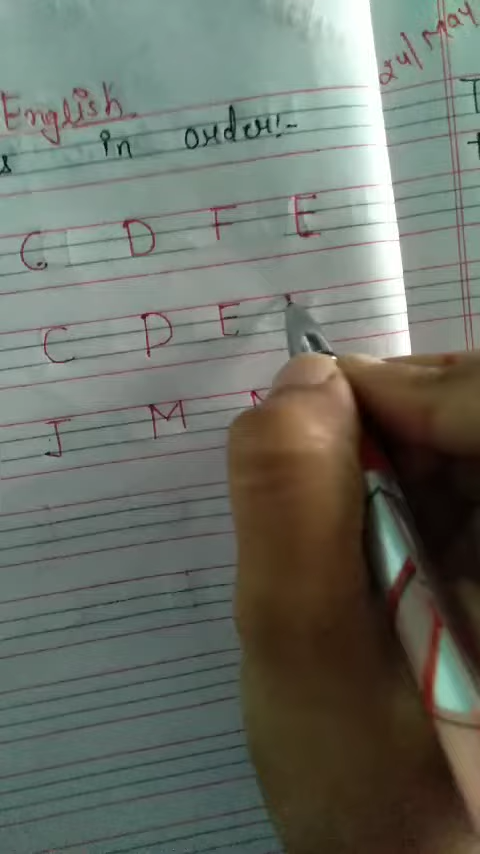 24/May
English.
in order:-
C D F E
C D E
J M